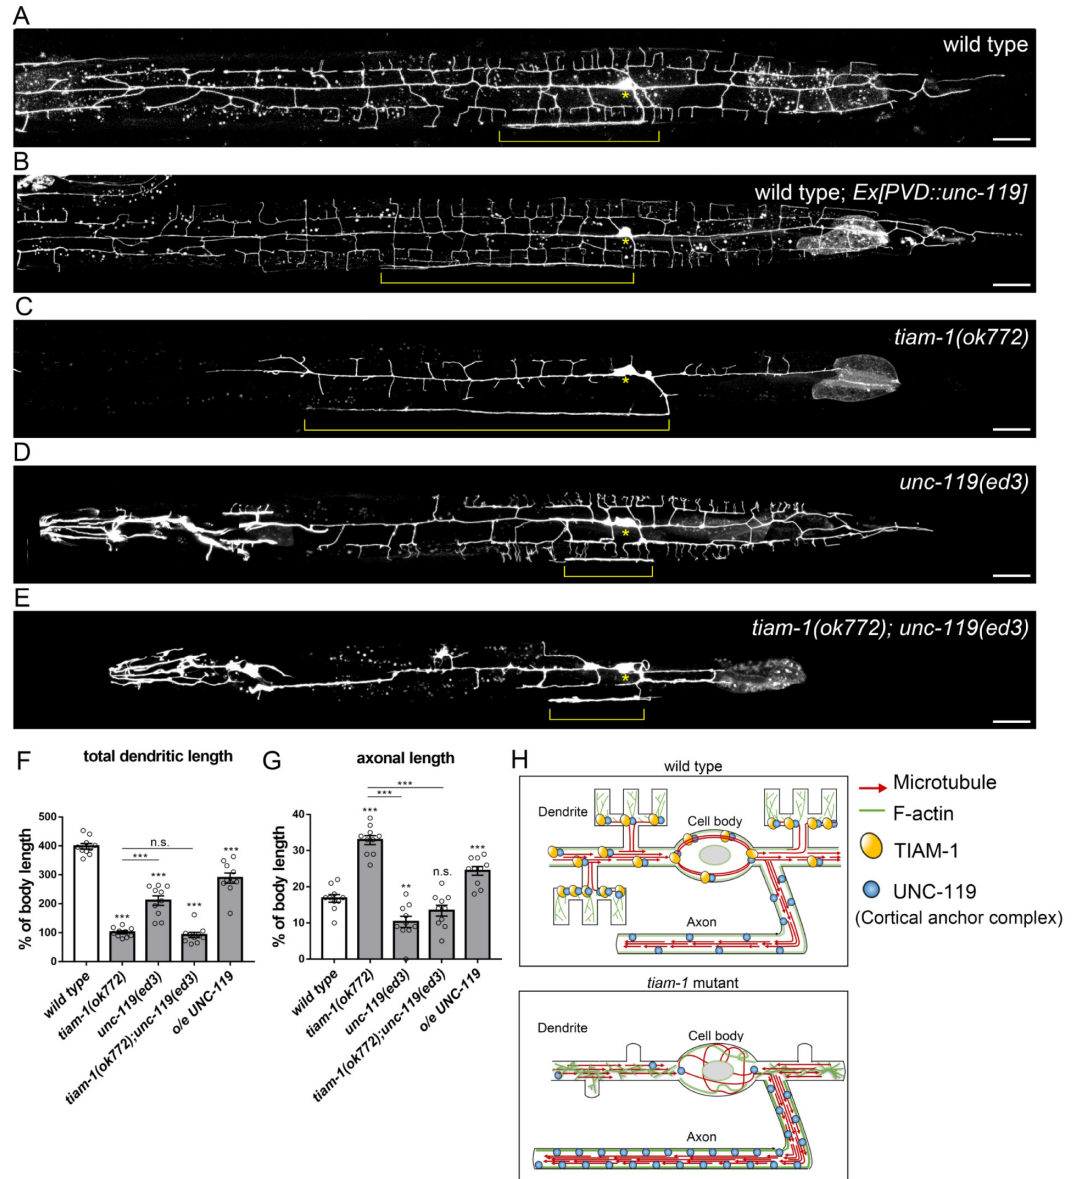 A
wild type
*
B
wild type; Ex[PVD::unc-119]
*
C
tiam-1(ok772)
*
D
unc-119(ed3)
*
E
tiam-1(ok772); unc-119(ed3)
*
F
total dendritic length
% of body length
500
400
300
200
100
0
n.s.
***
***
***
***
***
wild type
tiam-1(ok772)
unc-119(ed3)
tiam-1(ok772);unc-119(ed3)
o/e UNC-119
G
axonal length
% of body length
40
30
20
10
0
***
***
***
**
n.s.
***
wild type
tiam-1(ok772)
unc-119(ed3)
tiam-1(ok772);unc-119(ed3)
o/e UNC-119
H
wild type
Dendrite
Cell body
Axon
Microtubule
F-actin
TIAM-1
UNC-119
(Cortical anchor complex)
tiam-1 mutant
Dendrite
Cell body
Axon